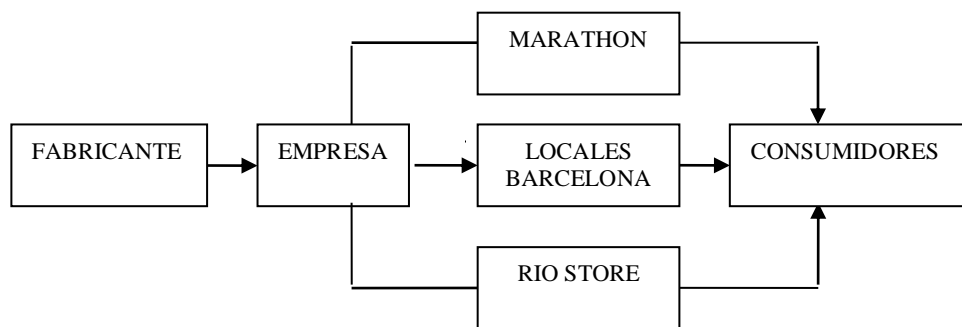 MARATHON
FABRICANTE
EMPRESA
LOCALES
BARCELONA
CONSUMIDORES
RIO STORE